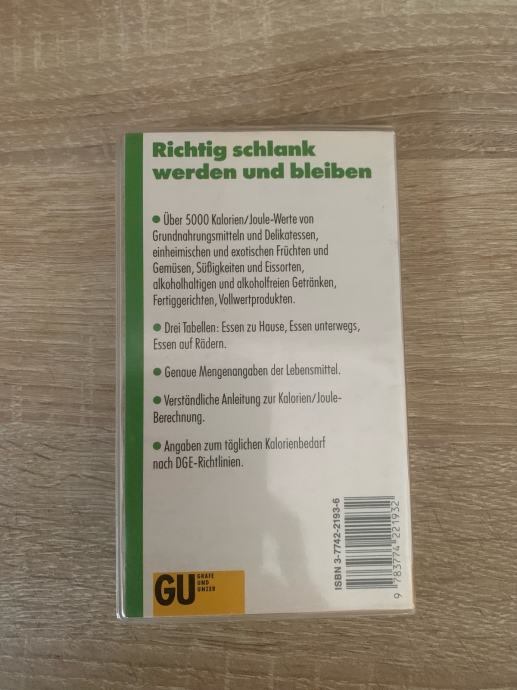 Richtig schlank
werden und bleiben
● Über 5000 Kalorien/Joule-Werte von
Grundnahrungsmitteln und Delikatessen,
einheimischen und exotischen Früchten und
Gemüsen, Süßigkeiten und Eissorten,
alkoholhaltigen und alkoholfreien Getränken,
Fertiggerichten, Vollwertprodukten.
● Drei Tabellen: Essen zu Hause, Essen unterwegs,
Essen auf Rädern.
● Genaue Mengenangaben der Lebensmittel.
● Verständliche Anleitung zur Kalorien/Joule-
Berechnung.
● Angaben zum täglichen Kalorienbedarf
nach DGE-Richtlinien.
ISBN 3-7742-2193-6
9 783774 221932
GU
GRÄFE
UND
UNZER